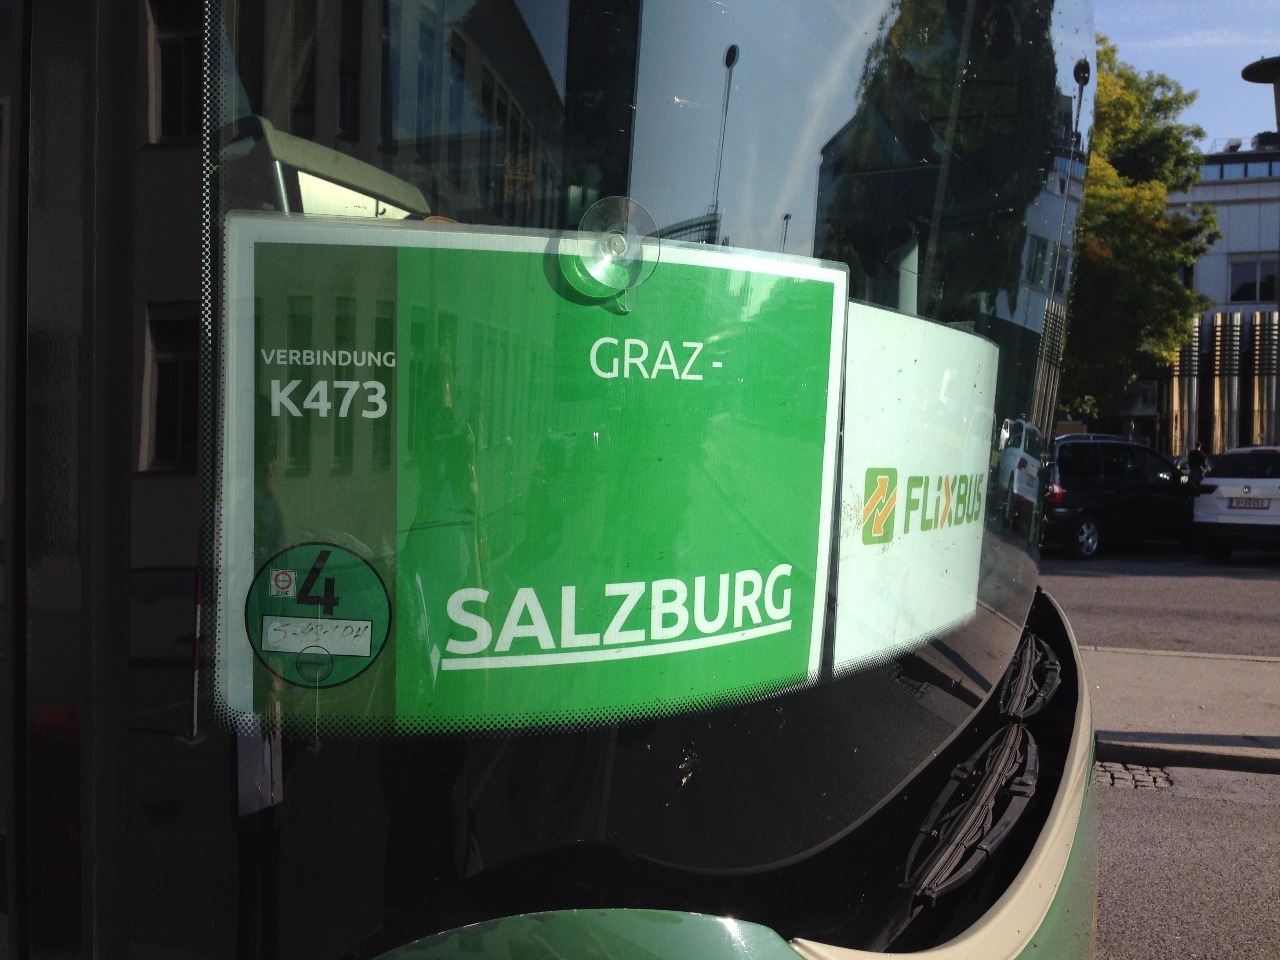 VERBINDUNG
K473
GRAZ -
SALZBURG
FLiXBUS
4